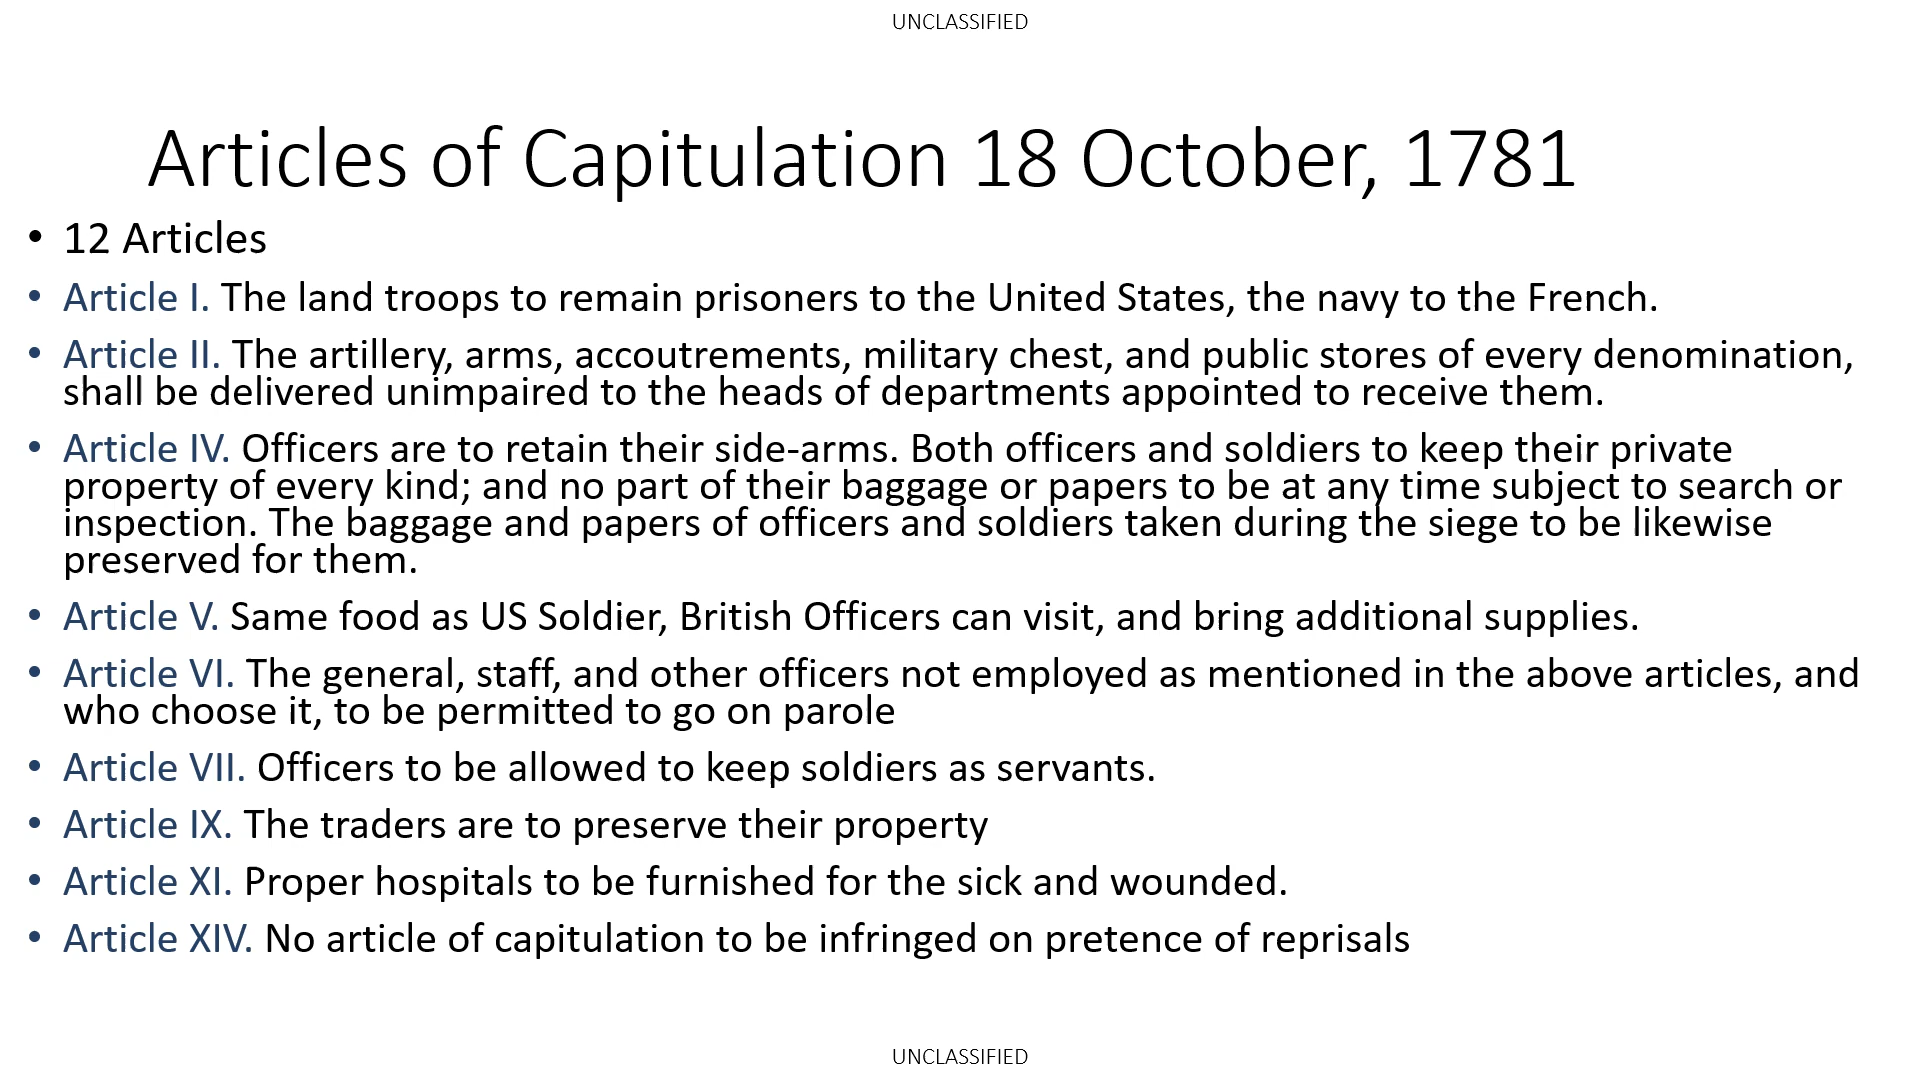 UNCLASSIFIED
Articles of Capitulation 18 October, 1781
• 12 Articles
• Article I. The land troops to remain prisoners to the United States, the navy to the French.
• Article II. The artillery, arms, accoutrements, military chest, and public stores of every denomination,
shall be delivered unimpaired to the heads of departments appointed to receive them.
• Article IV. Officers are to retain their side-arms. Both officers and soldiers to keep their private
property of every kind; and no part of their baggage or papers to be at any time subject to search or
inspection. The baggage and papers of officers and soldiers taken during the siege to be likewise
preserved for them.
• Article V. Same food as US Soldier, British Officers can visit, and bring additional supplies.
• Article VI. The general, staff, and other officers not employed as mentioned in the above articles, and
who choose it, to be permitted to go on parole
• Article VII. Officers to be allowed to keep soldiers as servants.
• Article IX. The traders are to preserve their property
• Article XI. Proper hospitals to be furnished for the sick and wounded.
• Article XIV. No article of capitulation to be infringed on pretence of reprisals
UNCLASSIFIED